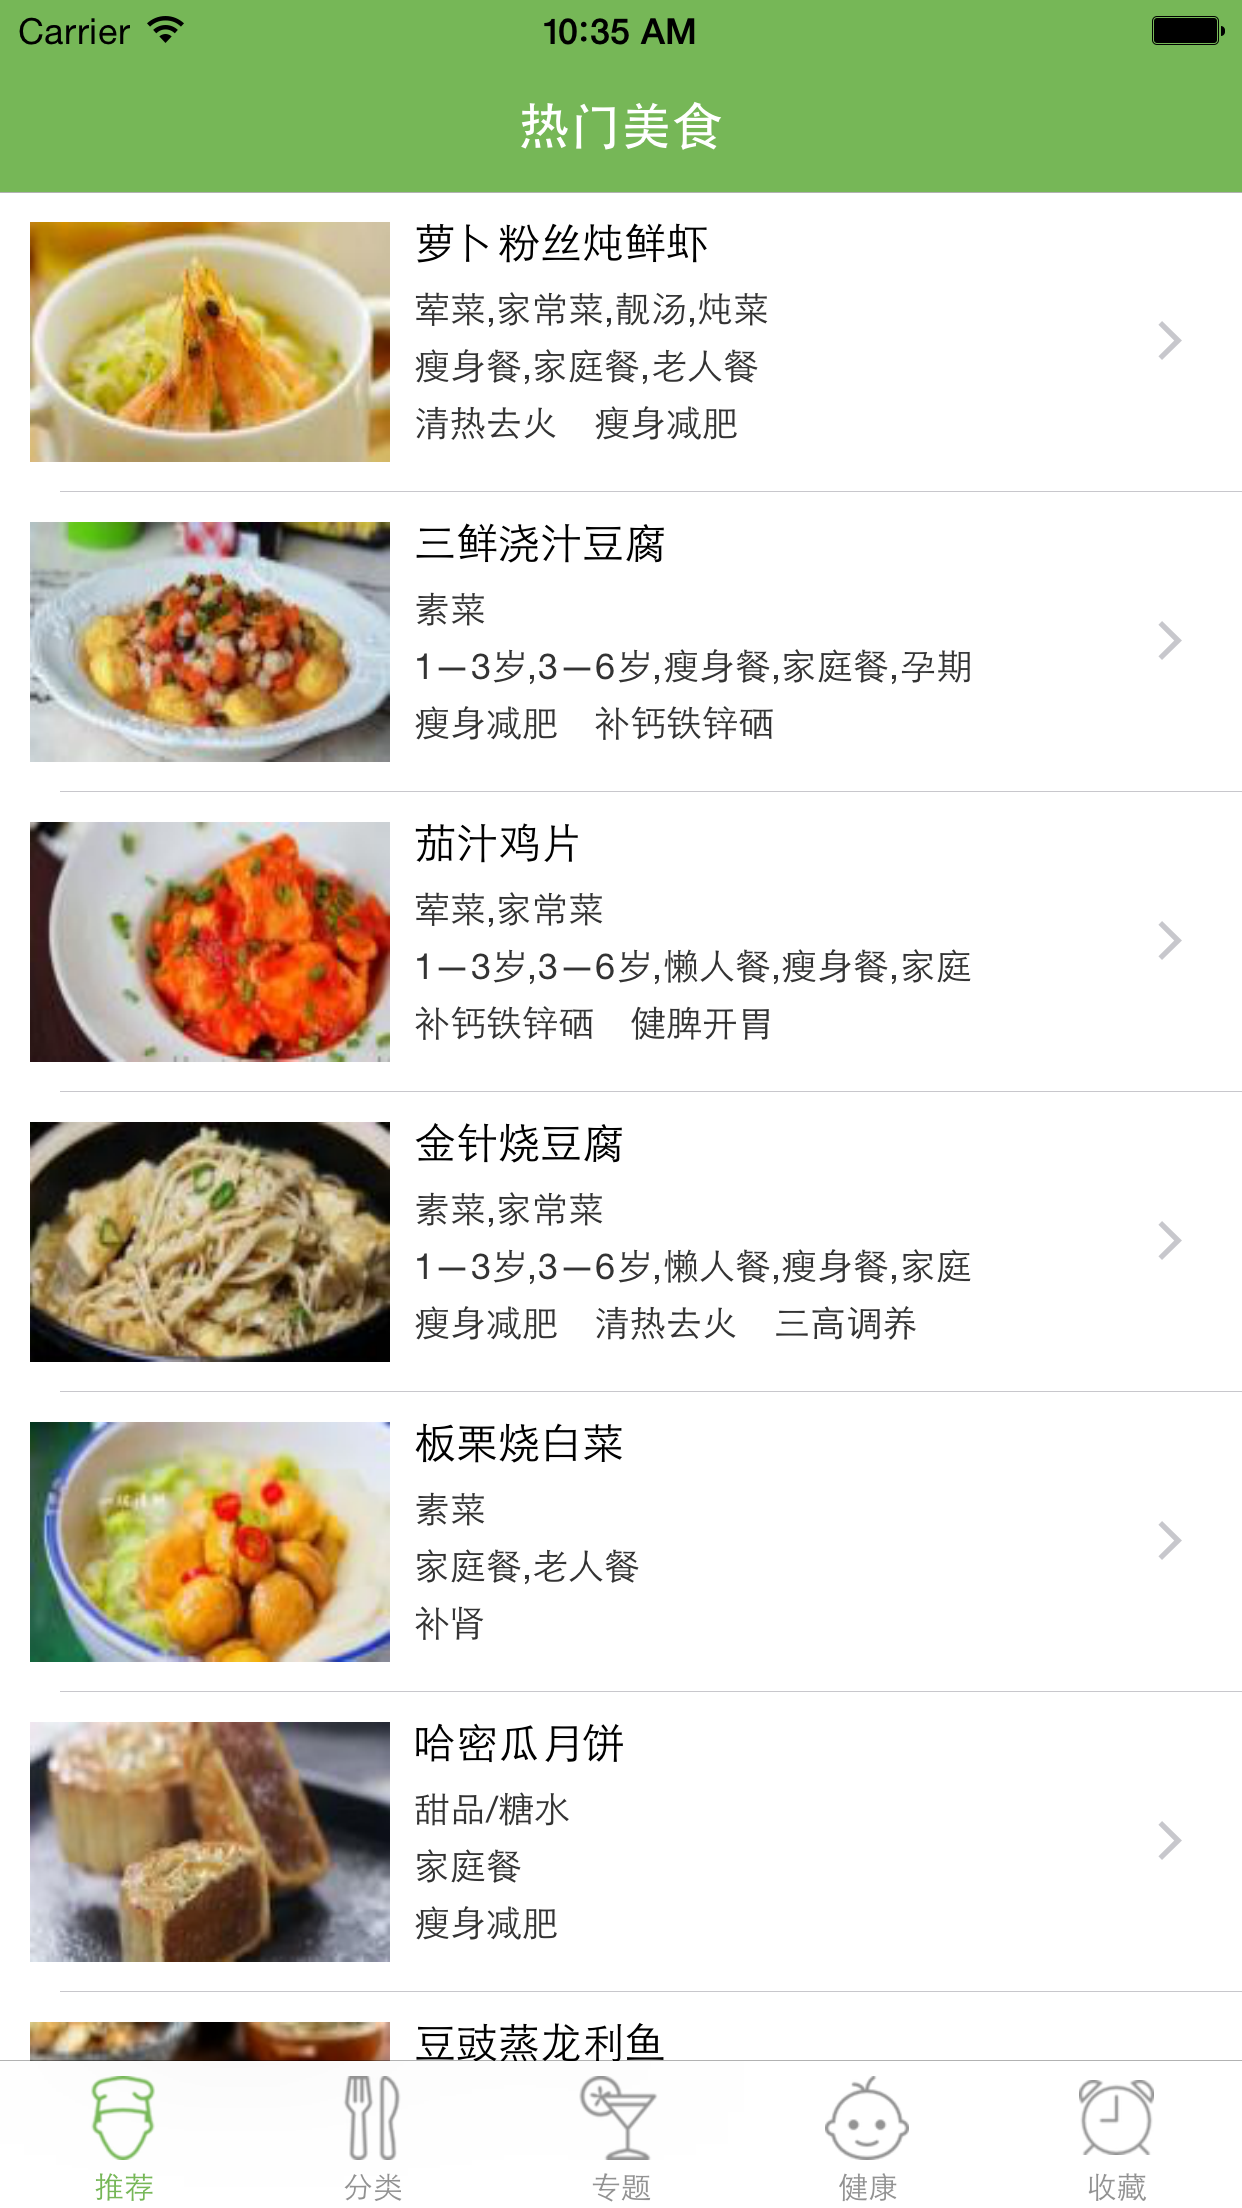 Carrier 10:35 AM
热门美食
萝卜粉丝炖鲜虾
荤菜,家常菜,靓汤,炖菜
瘦身餐,家庭餐,老人餐
清热去火 瘦身减肥
三鲜浇汁豆腐
素菜
1—3岁,3—6岁,瘦身餐,家庭餐,孕期
瘦身减肥 补钙铁锌硒
茄汁鸡片
荤菜,家常菜
1—3岁,3—6岁,懒人餐,瘦身餐,家庭
补钙铁锌硒 健脾开胃
金针烧豆腐
素菜,家常菜
1—3岁,3—6岁,懒人餐,瘦身餐,家庭
瘦身减肥 清热去火 三高调养
板栗烧白菜
素菜
家庭餐,老人餐
补肾
哈密瓜月饼
甜品/糖水
家庭餐
瘦身减肥
豆豉蒸龙利鱼
推荐 分类 专题 健康 收藏